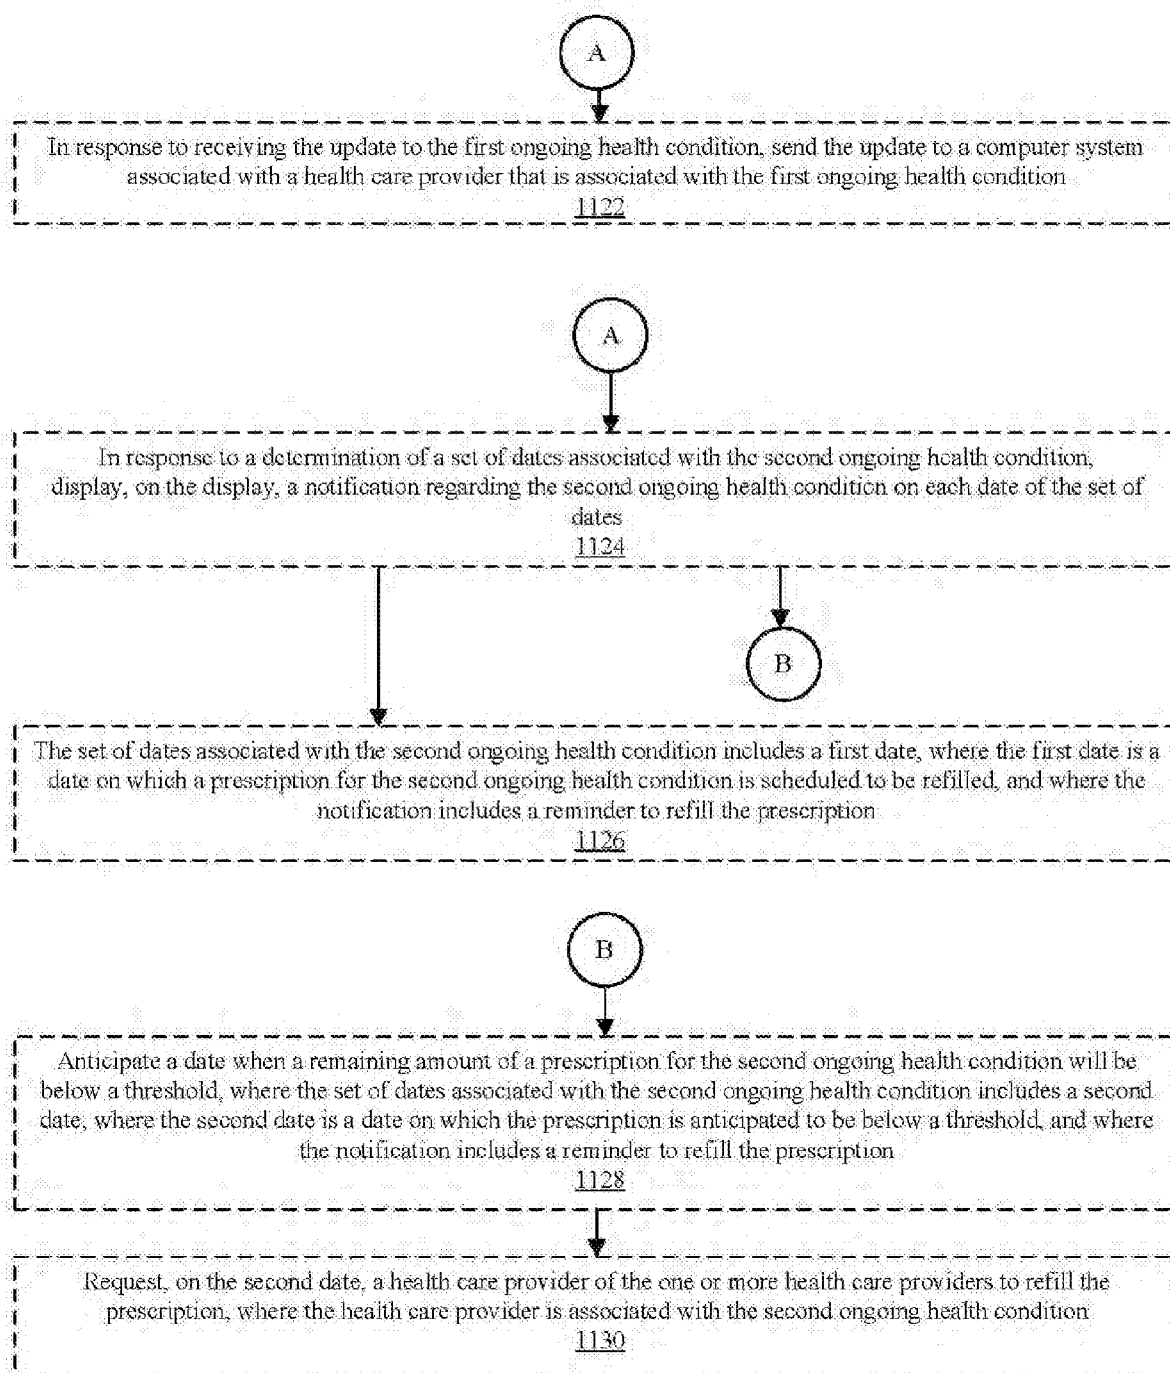 A
In response to receiving the update to the first ongoing health condition, send the update to a computer system
associated with a health care provider that is associated with the first ongoing health condition
1122
A
In response to a determination of a set of dates associated with the second ongoing health condition,
display, on the display, a notification regarding the second ongoing health condition on each date of the set of
dates
1124
B
The set of dates associated with the second ongoing health condition includes a first date, where the first date is a
date on which a prescription for the second ongoing health condition is scheduled to be refilled, and where the
notification includes a reminder to refill the prescription
1126
B
Anticipate a date when a remaining amount of a prescription for the second ongoing health condition will be
below a threshold, where the set of dates associated with the second ongoing health condition includes a second
date, where the second date is a date on which the prescription is anticipated to be below a threshold, and where
the notification includes a reminder to refill the prescription
1128
Request, on the second date, a health care provider of the one or more health care providers to refill the
prescription, where the health care provider is associated with the second ongoing health condition
1130